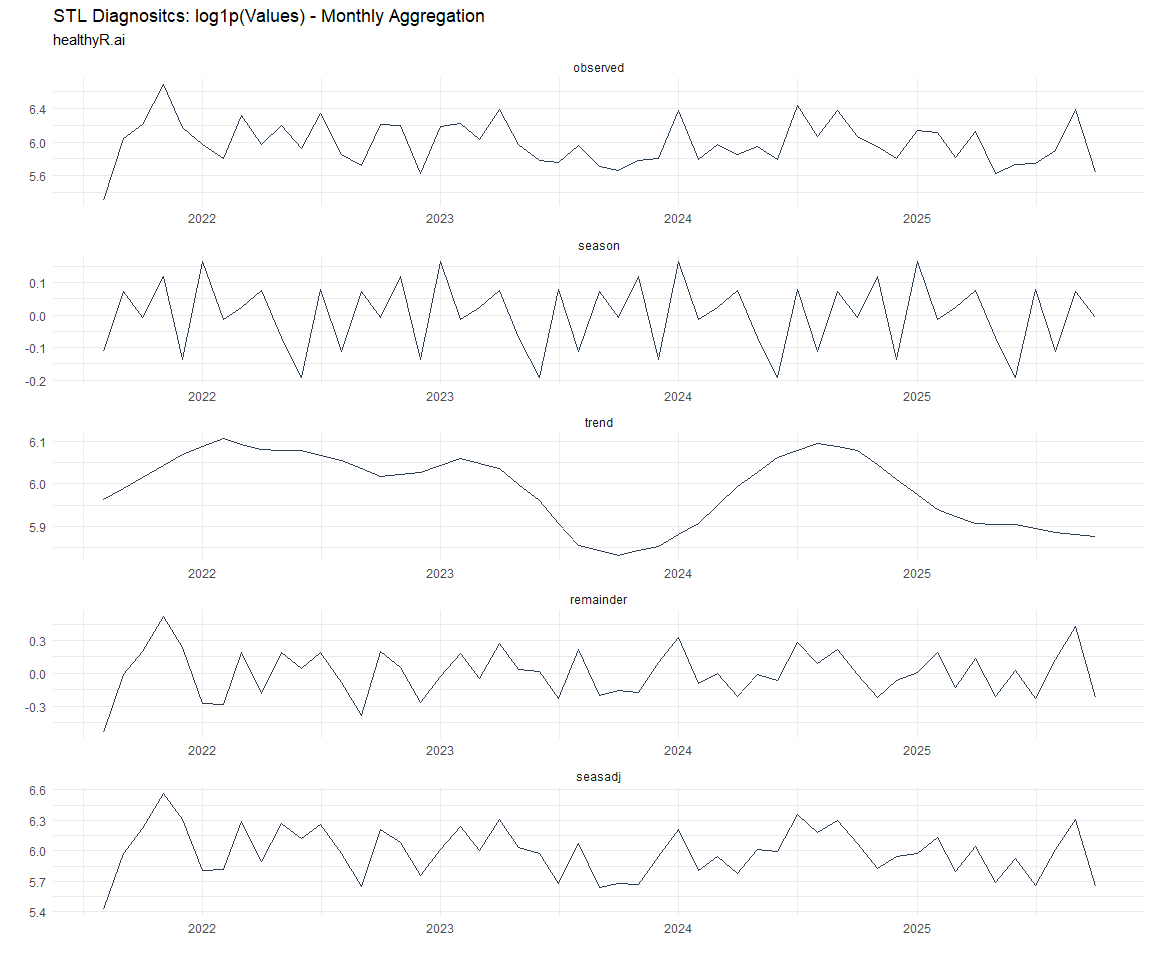 STL Diagnositcs: log1p(Values) - Monthly Aggregation
healthyR.ai
observed
6.4
6.0
5.6
2022 2023 2024 2025
season
0.1
0.0
-0.1
-0.2
2022 2023 2024 2025
trend
6.1
6.0
5.9
2022 2023 2024 2025
remainder
0.3
0.0
-0.3
2022 2023 2024 2025
seasadj
6.6
6.3
6.0
5.7
5.4
2022 2023 2024 2025